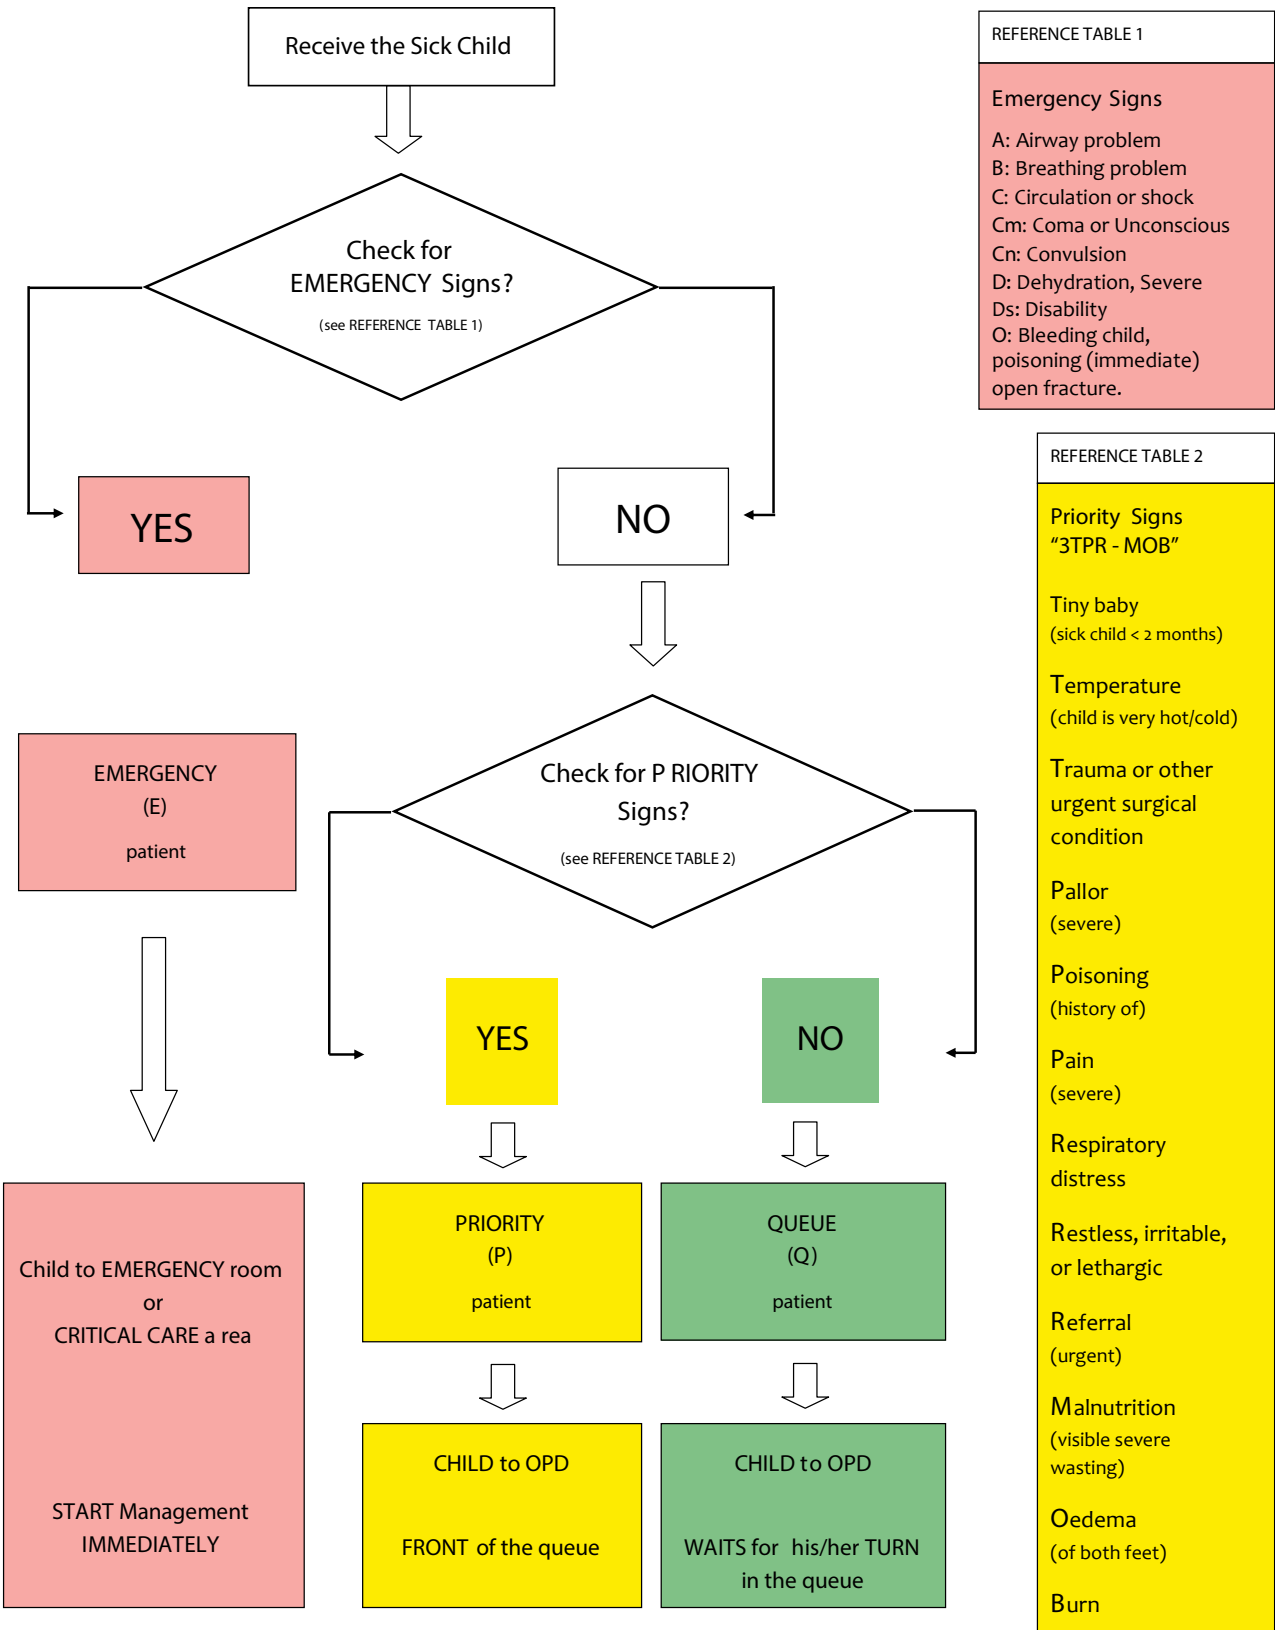 Receive the Sick Child
Check for
EMERGENCY Signs?
(see REFERENCE TABLE 1)
YES
NO
EMERGENCY
(E)
patient
Check for P RIORITY
Signs?
(see REFERENCE TABLE 2)
YES
NO
Child to EMERGENCY room
or
CRITICAL CARE a rea
START Management
IMMEDIATELY
PRIORITY
(P)
patient
QUEUE
(Q)
patient
CHILD to OPD
FRONT of the queue
CHILD to OPD
WAITS for his/her TURN
in the queue
REFERENCE TABLE 1
Emergency Signs
A: Airway problem
B: Breathing problem
C: Circulation or shock
Cm: Coma or Unconscious
Cn: Convulsion
D: Dehydration, Severe
Ds: Disability
O: Bleeding child,
poisoning (immediate)
open fracture.
REFERENCE TABLE 2
Priority Signs
“3TPR - MOB”
Tiny baby
(sick child < 2 months)
Temperature
(child is very hot/cold)
Trauma or other
urgent surgical
condition
Pallor
(severe)
Poisoning
(history of)
Pain
(severe)
Respiratory
distress
Restless, irritable,
or lethargic
Referral
(urgent)
Malnutrition
(visible severe
wasting)
Oedema
(of both feet)
Burn